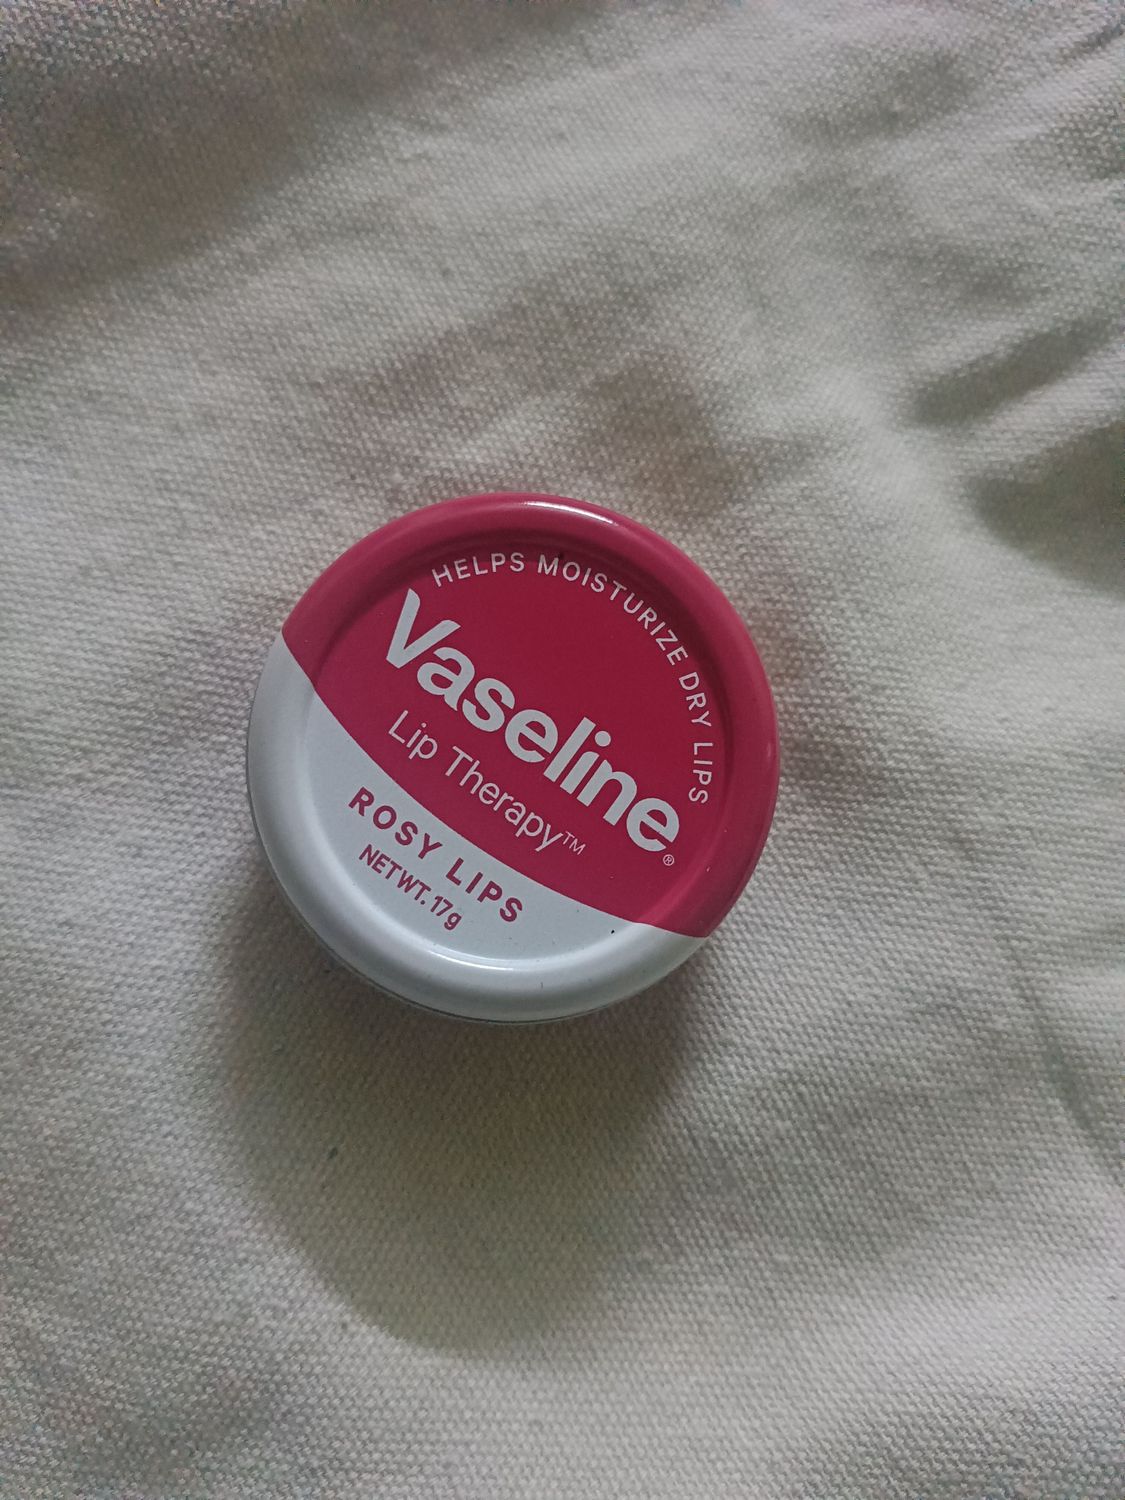 HELPS MOISTURIZE DRY LIPS
Vaseline®
Lip Therapy™
ROSY LIPS
NETWT. 17g